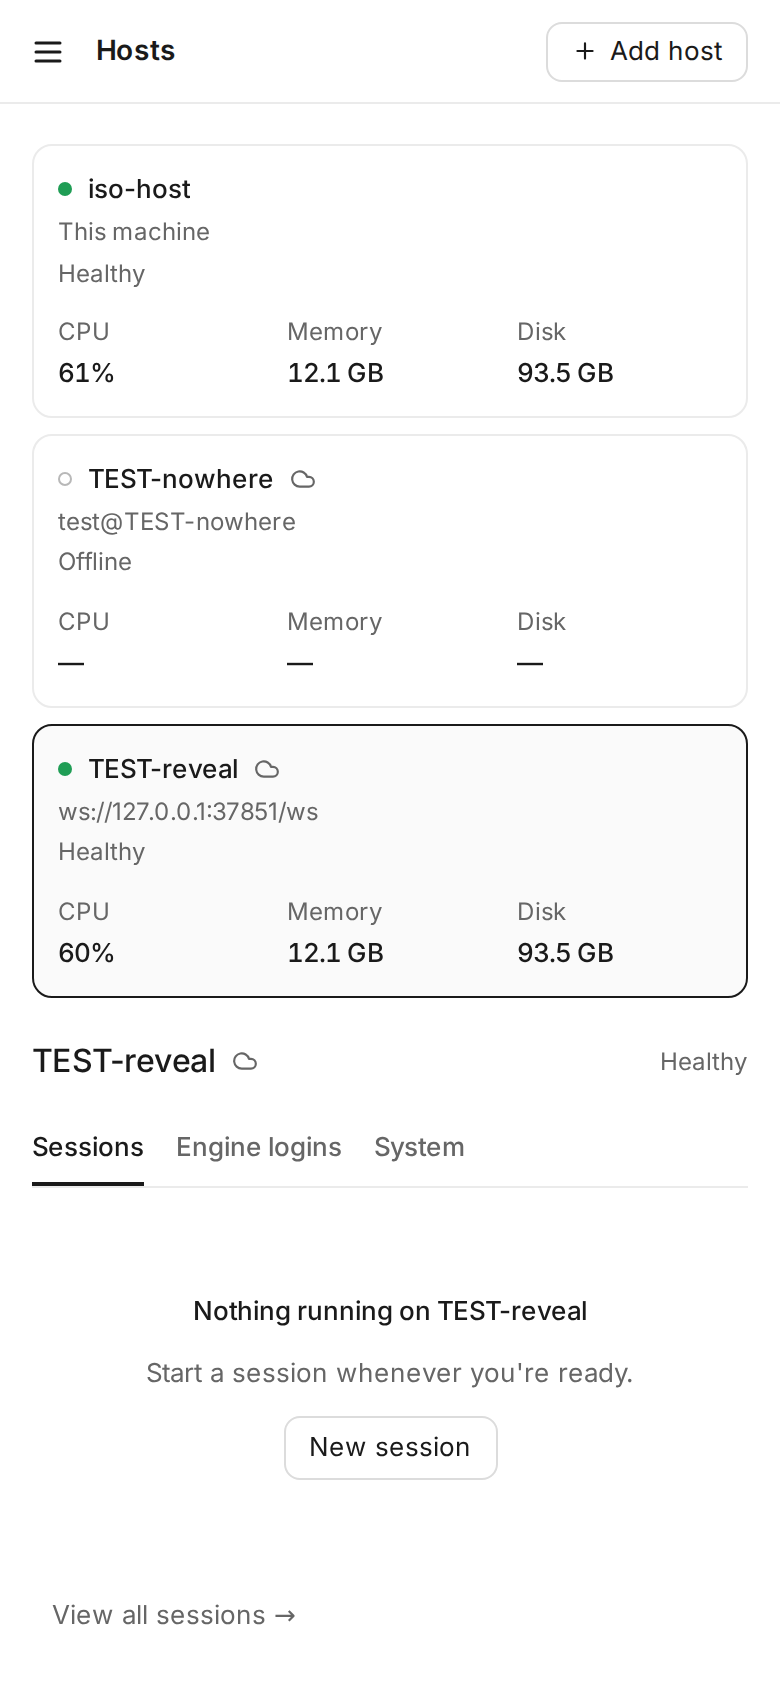 Hosts
+ Add host
iso-host
This machine
Healthy
CPU Memory Disk
61% 12.1 GB 93.5 GB
TEST-nowhere
test@TEST-nowhere
Offline
CPU Memory Disk
— — —
TEST-reveal
ws://127.0.0.1:37851/ws
Healthy
CPU Memory Disk
60% 12.1 GB 93.5 GB
TEST-reveal Healthy
Sessions Engine logins System
Nothing running on TEST-reveal
Start a session whenever you're ready.
New session
View all sessions →